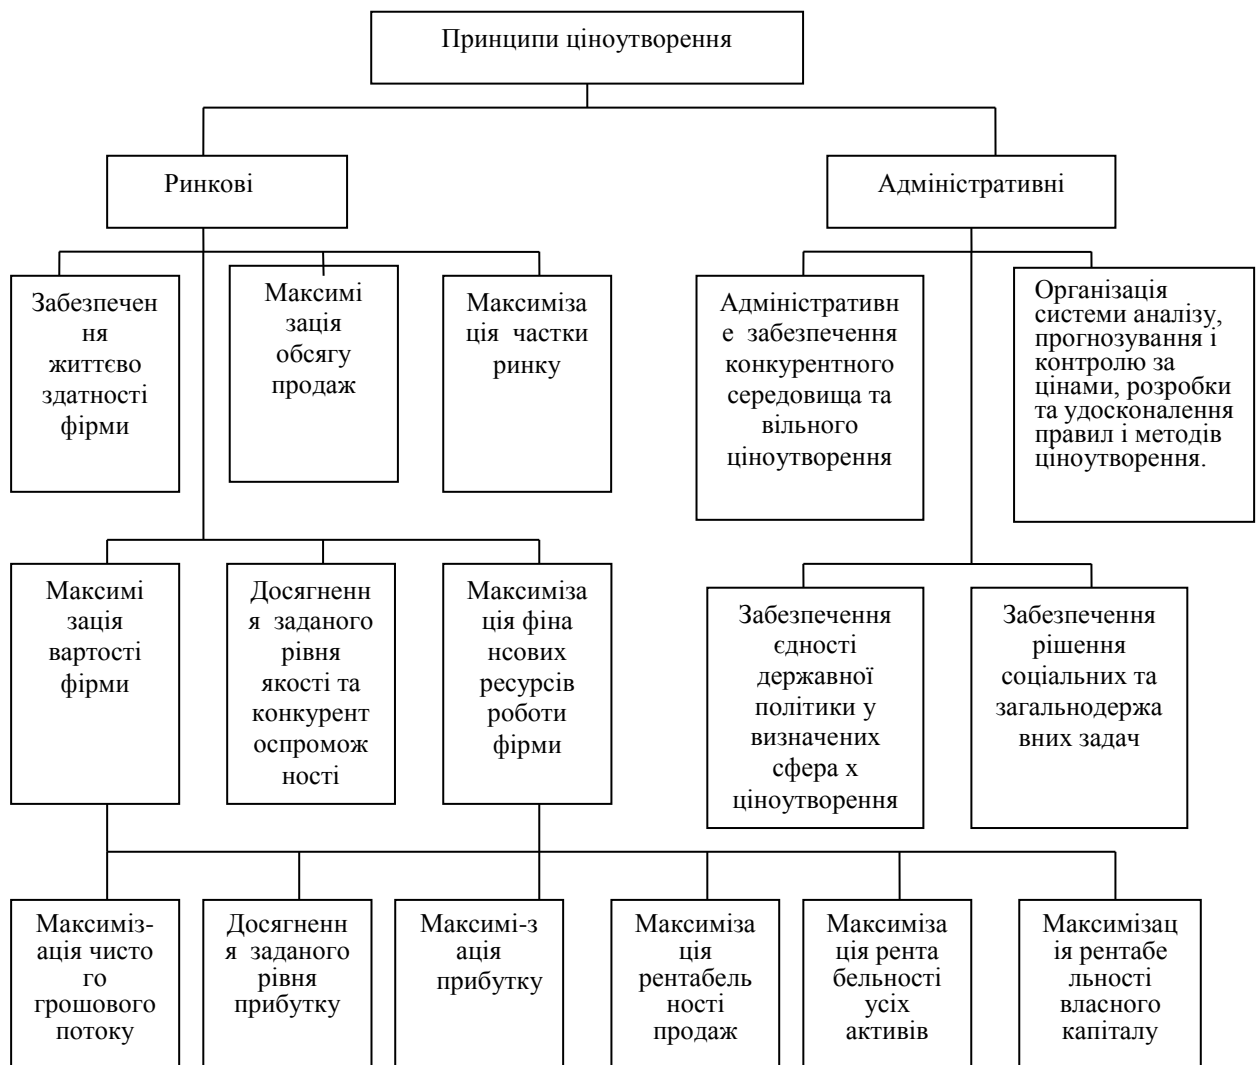 Принципи ціноутворення
Ринкові
Адміністративні
Забезпечен
ня
життєво
здатності
фірми
Максимі
зація
обсягу
продаж
Максиміза
ція частки
ринку
Адміністративн
е забезпечення
конкурентного
середовища та
вільного
ціноутворення
Організація
системи аналізу,
прогнозування і
контролю за
цінами, розробки
та удосконалення
правил і методів
ціноутворення.
Максимі
зація
вартості
фірми
Досягненн
я заданого
рівня
якості та
конкурент
оспромож
ності
Максиміза
ція фіна
нсових
ресурсів
роботи
фірми
Забезпечення
єдності
державної
політики у
визначених
сфера х
ціноутворення
Забезпечення
рішення
соціальних та
загальнодержа
вних задач
Максиміз-
ація чисто
го
грошового
потоку
Досягненн
я заданого
рівня
прибутку
Максимі-з
ація
прибутку
Максиміза
ція
рентабель
ності
продаж
Максиміза
ція рента
бельності
усіх
активів
Максимізац
ія рентабе
льності
власного
капіталу